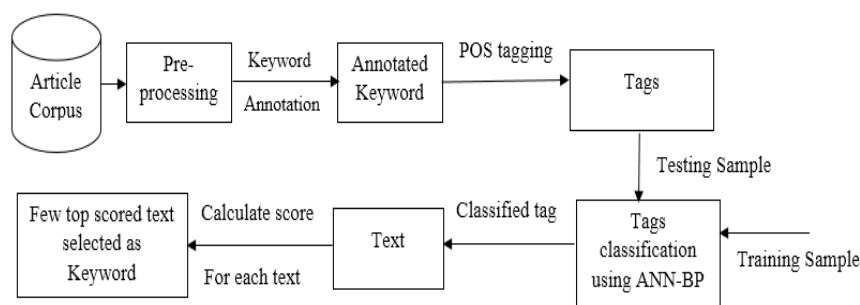 Article
Corpus
Pre-
processing
Keyword
Annotation
Annotated
Keyword
POS tagging
Tags
Testing Sample
Tags
classification
using ANN-BP
Training Sample
Classified tag
Text
Calculate score
For each text
Few top scored text
selected as
Keyword